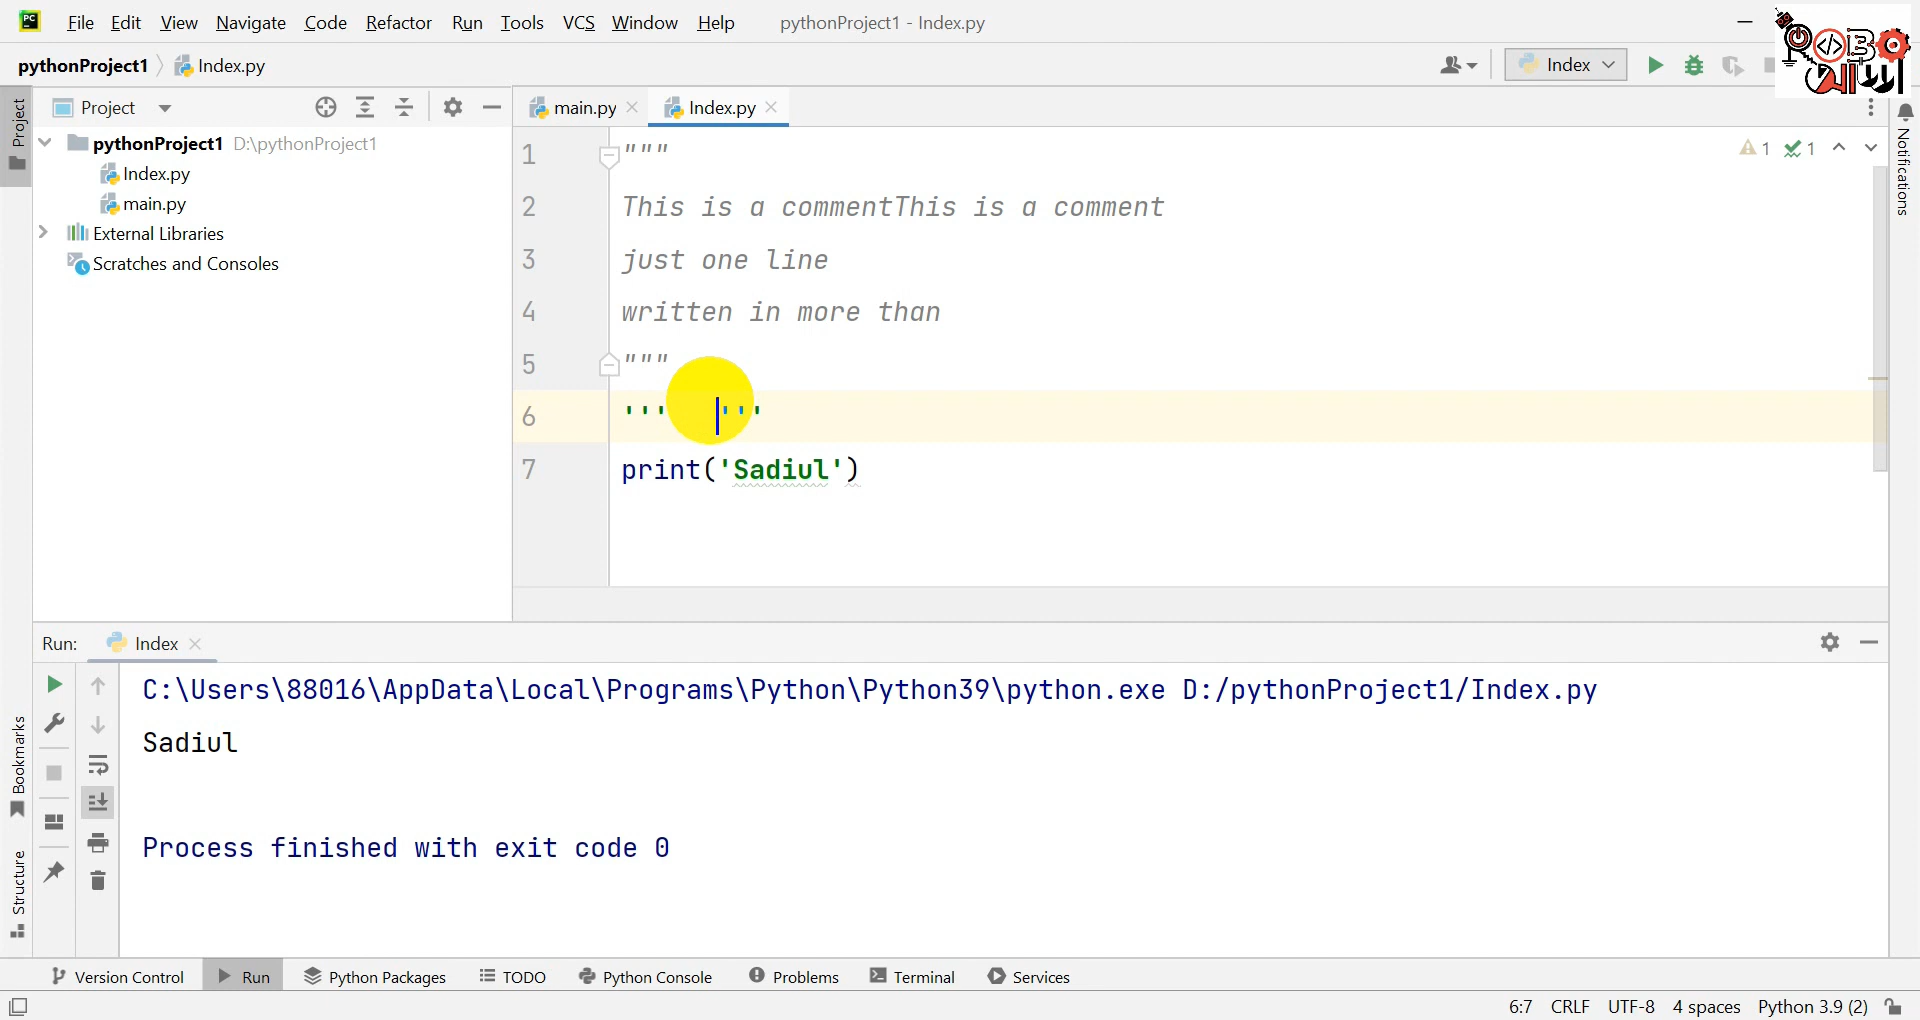 File Edit View Navigate Code Refactor Run Tools VCS Window Help pythonProject1 - Index.py
pythonProject1 Index.py Index
Project
Project
main.py Index.py
pythonProject1 D:\pythonProject1
Index.py
main.py
External Libraries
Scratches and Consoles
1 """
2 This is a commentThis is a comment
3 just one line
4 written in more than
5 """
6 '''   '''
7 print('Sadiul')
1 1
Notifications
Run: Index
C:\Users\88016\AppData\Local\Programs\Python\Python39\python.exe D:/pythonProject1/Index.py
Sadiul
Process finished with exit code 0
Bookmarks
Structure
Version Control Run Python Packages TODO Python Console Problems Terminal Services
6:7 CRLF UTF-8 4 spaces Python 3.9 (2)